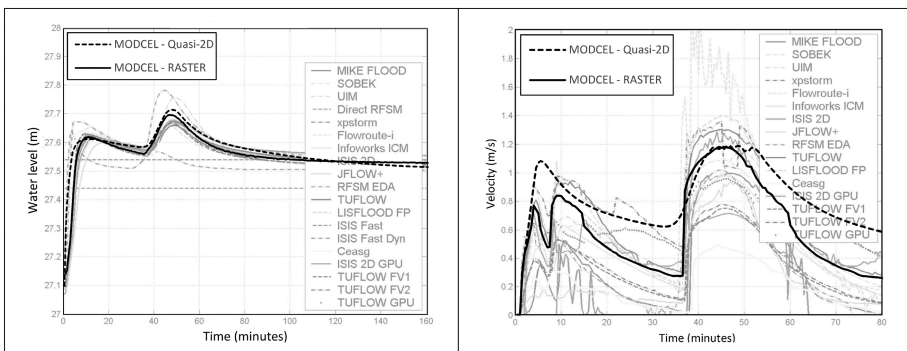 28
27.9
27.8
27.7
27.6
27.5
27.4
27.3
27.2
27.1
27
Water level (m)
0
20
40
60
80
100
120
140
160
Time (minutes)
MODCEL - Quasi-2D
MODCEL - RASTER
MIKE FLOOD
SOBEK
UIM
Direct RFSM
xpstorm
Flowroute-i
Infoworks ICM
ISIS 2D
JFLOW+
RFSM EDA
TUFLOW
LISFLOOD FP
ISIS Fast
ISIS Fast Dyn
Ceasg
ISIS 2D GPU
TUFLOW FV1
TUFLOW FV2
TUFLOW GPU
2
1.8
1.6
1.4
1.2
1
0.8
0.6
0.4
0.2
0
Velocity (m/s)
0
10
20
30
40
50
60
70
80
Time (minutes)
MODCEL - Quasi-2D
MODCEL - RASTER
MIKE FLOOD
SOBEK
UIM
xpstorm
Flowroute-i
Infoworks ICM
ISIS 2D
JFLOW+
RFSM EDA
TUFLOW
LISFLOOD FP
Ceasg
ISIS 2D GPU
TUFLOW FV1
TUFLOW FV2
TUFLOW GPU